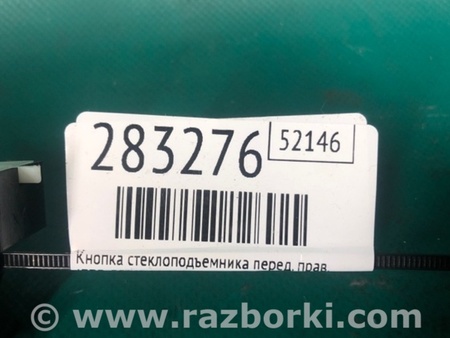 283276
52146
Кнопка стеклоподъемника перед. прав.
www.razborki.com